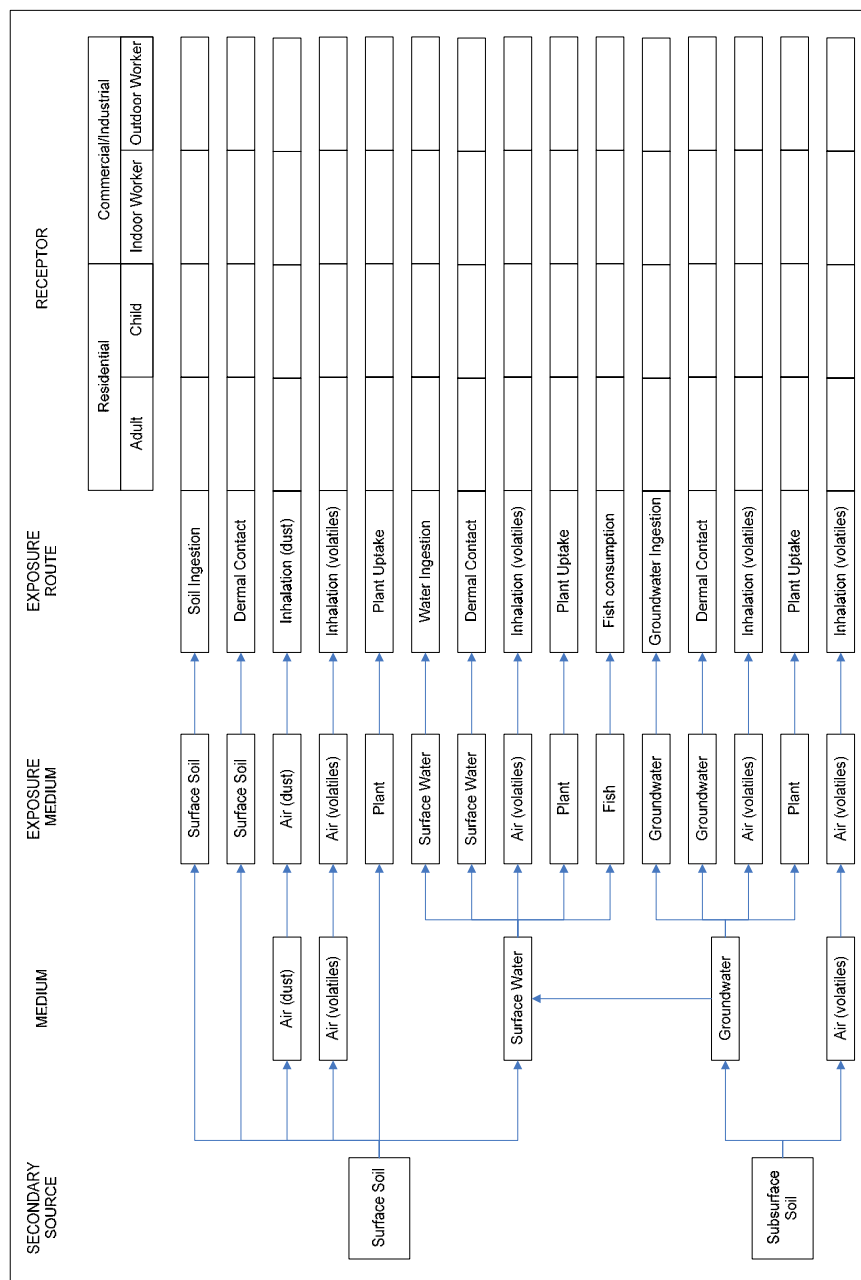 SECONDARY
SOURCE
MEDIUM
EXPOSURE
MEDIUM
EXPOSURE
ROUTE
RECEPTOR
Residential
Commercial/Industrial
Adult
Child
Indoor Worker
Outdoor Worker
Surface Soil
Subsurface
Soil
Air
(dust)
Air (volatiles)
Surface Water
Groundwater
Air (volatiles)
Surface Soil
Surface Soil
Air
(dust)
Air (volatiles)
Plant
Surface Water
Surface Water
Air (volatiles)
Plant
Fish
Groundwater
Groundwater
Air (volatiles)
Plant
Air (volatiles)
Soil Ingestion
Dermal Contact
Inhalation (dust)
Inhalation (volatiles)
Plant Uptake
Water Ingestion
Dermal Contact
Inhalation (volatiles)
Plant Uptake
Fish consumption
Groundwater Ingestion
Dermal Contact
Inhalation (volatiles)
Plant Uptake
Inhalation (volatiles)